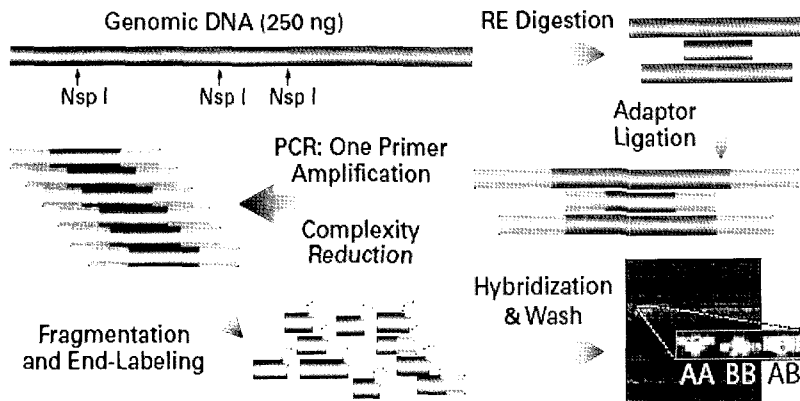 Genomic DNA (250 ng)
Nsp I
Nsp I
Nsp I
RE Digestion
Adaptor
Ligation
PCR: One Primer
Amplification
Complexity
Reduction
Fragmentation
and End-Labeling
Hybridization
& Wash
AA BB AB